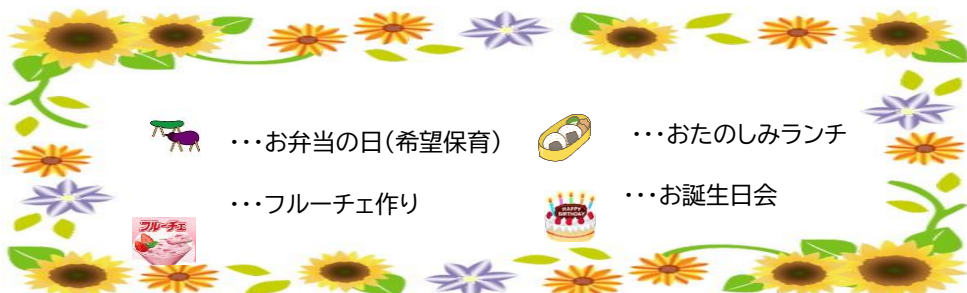 ・・・お弁当の日(希望保育)
・・・おたのしみランチ
・・・フルーチェ作り
・・・お誕生日会
フルーチェ
HAPPY
BIRTHDAY